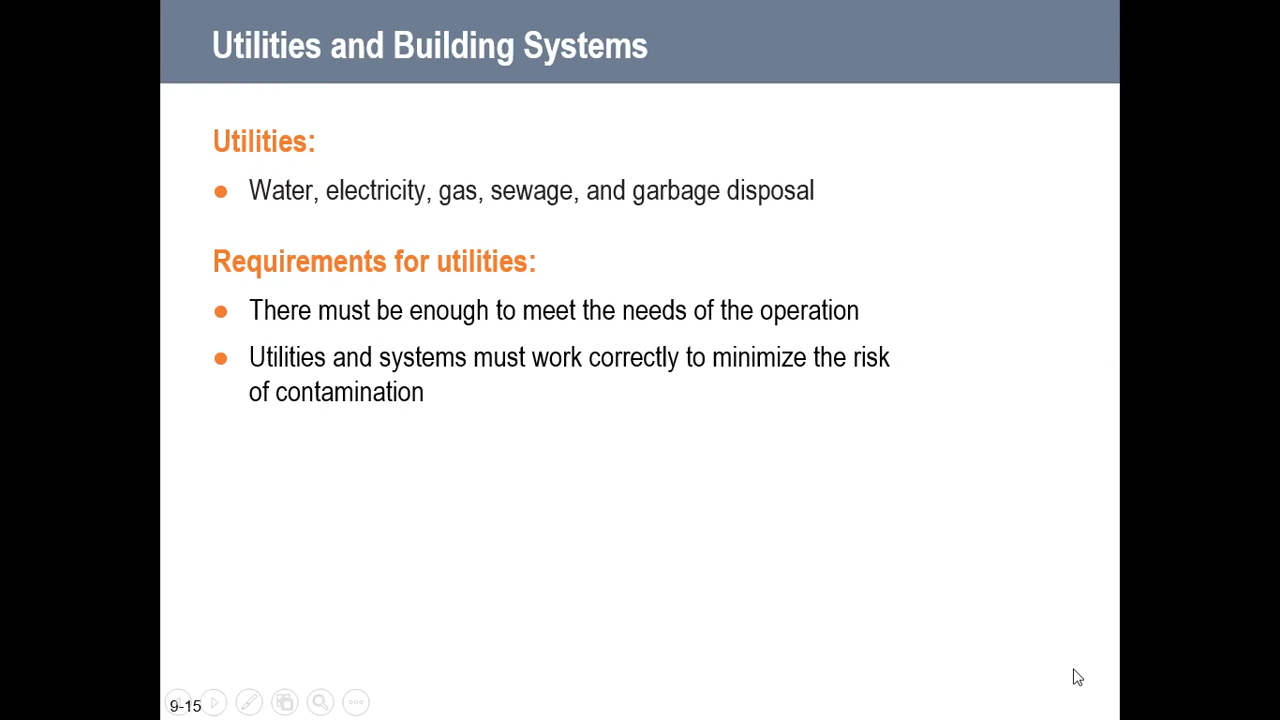 Utilities and Building Systems
Utilities:
Water, electricity, gas, sewage, and garbage disposal
Requirements for utilities:
There must be enough to meet the needs of the operation
Utilities and systems must work correctly to minimize the risk
of contamination
9-15